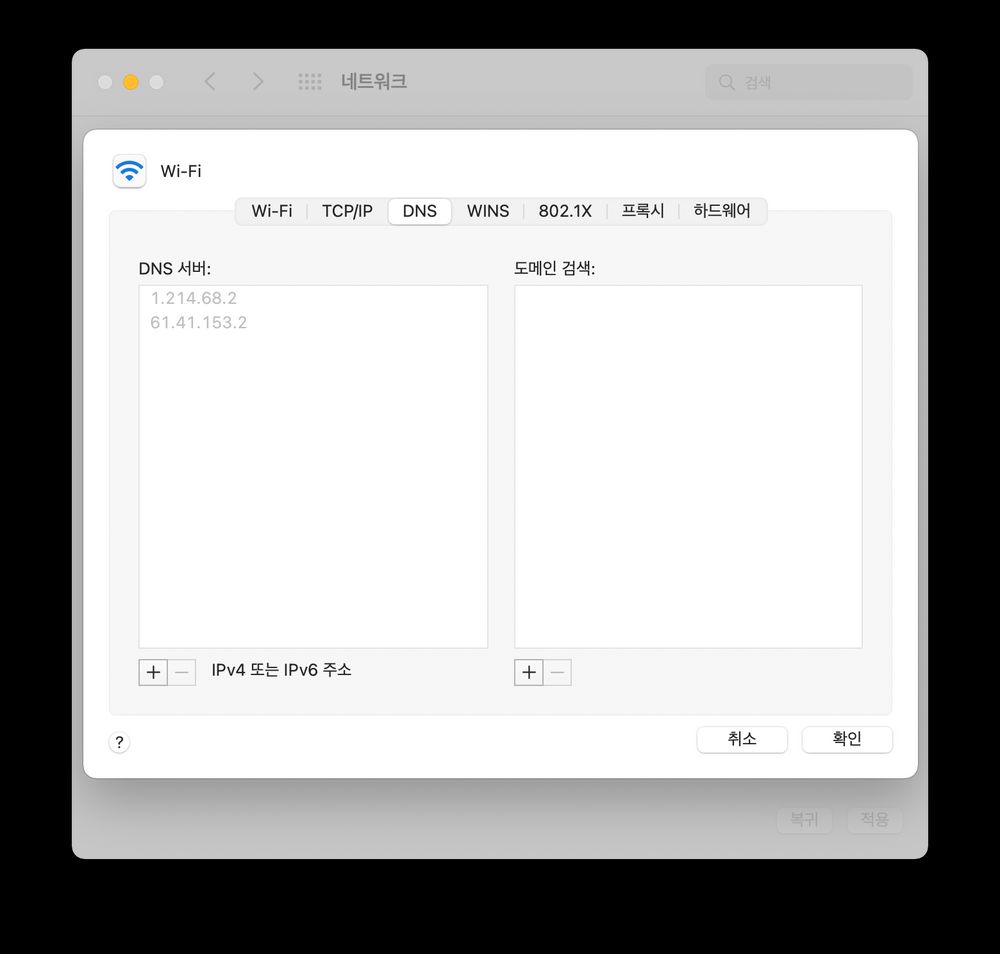 네트워크
검색
Wi-Fi
Wi-Fi TCP/IP DNS WINS 802.1X 프록시 하드웨어
DNS 서버: 도메인 검색:
1.214.68.2
61.41.153.2
+ − IPv4 또는 IPv6 주소 + −
? 취소 확인
복귀 적용